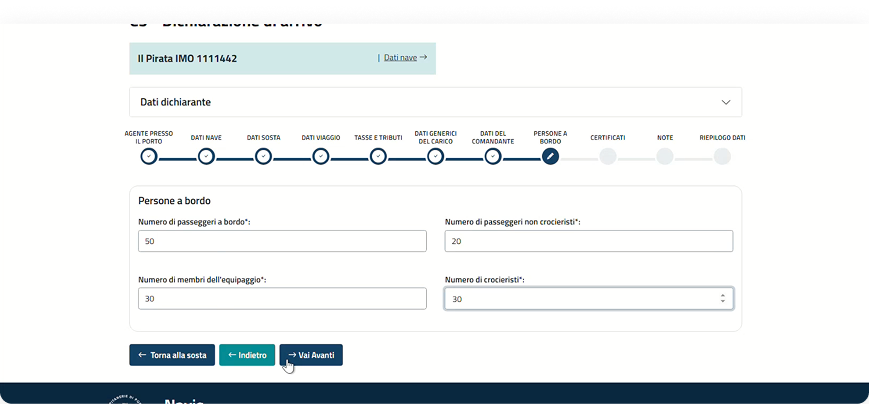 Il Pirata IMO 1111442
| Dati nave →
Dati dichiarante
AGENTE PRESSO IL PORTO
DATI NAVE
DATI SOSTA
DATI VIAGGIO
TASSE E TRIBUTI
DATI GENERICI DEL CARICO
DATI DEL COMANDANTE
PERSONE A BORDO
CERTIFICATI
NOTE
RIEPILOGO DATI
Persone a bordo
Numero di passeggeri a bordo*:
50
Numero di passeggeri non crocieristi*:
20
Numero di membri dell'equipaggio*:
30
Numero di crocieristi*:
30
← Torna alla sosta
← Indietro
→ Vai Avanti